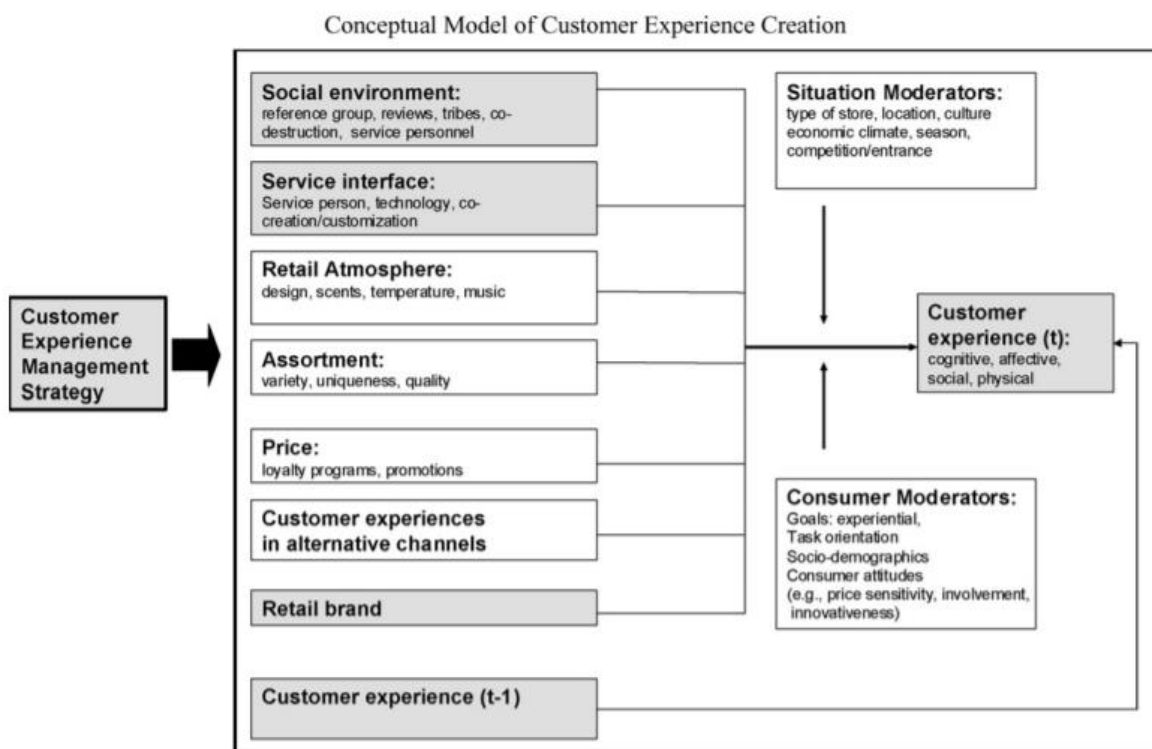 Conceptual Model of Customer Experience Creation
Customer
Experience
Management
Strategy
Social environment:
reference group, reviews, tribes, co-
destruction, service personnel
Service interface:
Service person, technology, co-
creation/customization
Retail Atmosphere:
design, scents, temperature, music
Assortment:
variety, uniqueness, quality
Price:
loyalty programs, promotions
Customer experiences
in alternative channels
Retail brand
Customer experience (t-1)
Situation Moderators:
type of store, location, culture
economic climate, season,
competition/entrance
Consumer Moderators:
Goals: experiential,
Task orientation
Socio-demographics
Consumer attitudes
(e.g., price sensitivity, involvement,
innovativeness)
Customer
experience (t):
cognitive, affective,
social, physical